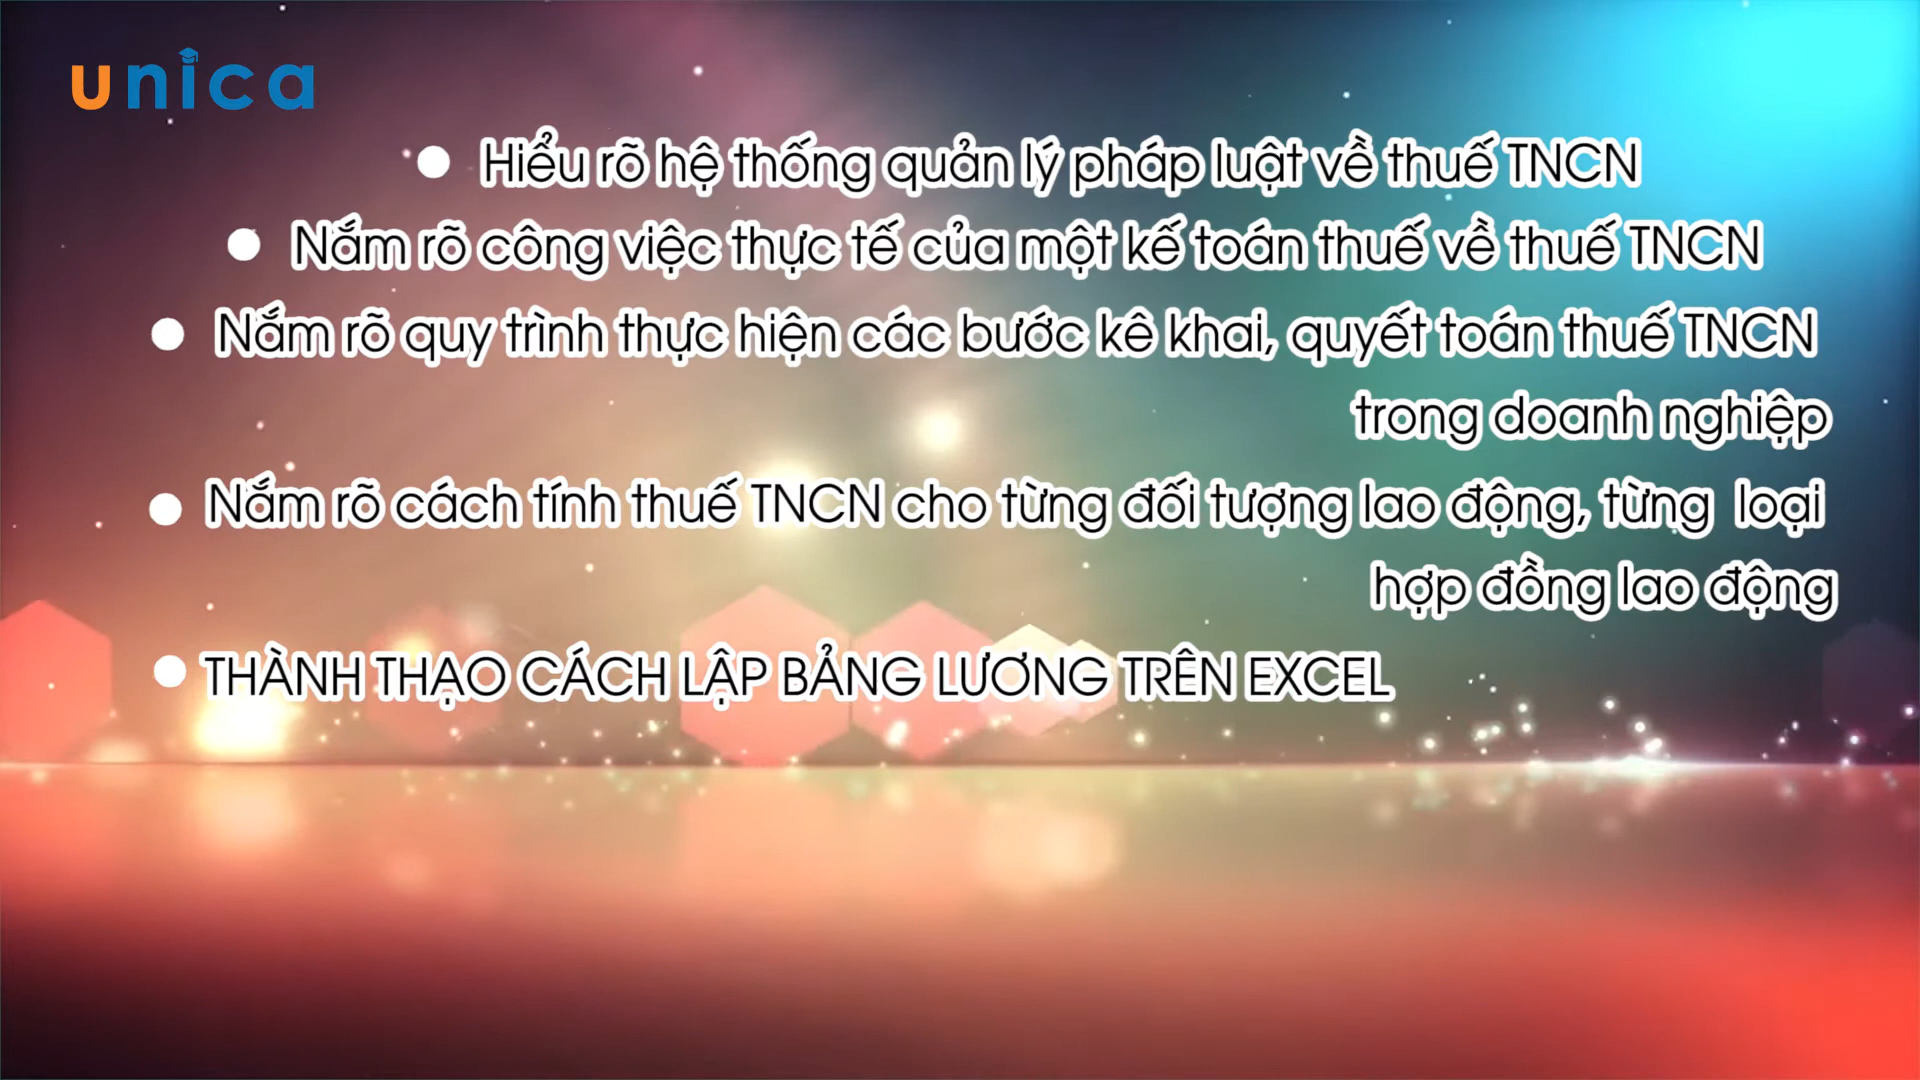 unica
● Hiểu rõ hệ thống quản lý pháp luật về thuế TNCN
● Nắm rõ công việc thực tế của một kế toán thuế về thuế TNCN
● Nắm rõ quy trình thực hiện các bước kê khai, quyết toán thuế TNCN
trong doanh nghiệp
● Nắm rõ cách tính thuế TNCN cho từng đối tượng lao động, từng loại
hợp đồng lao động
● THÀNH THẠO CÁCH LẬP BẢNG LƯƠNG TRÊN EXCEL